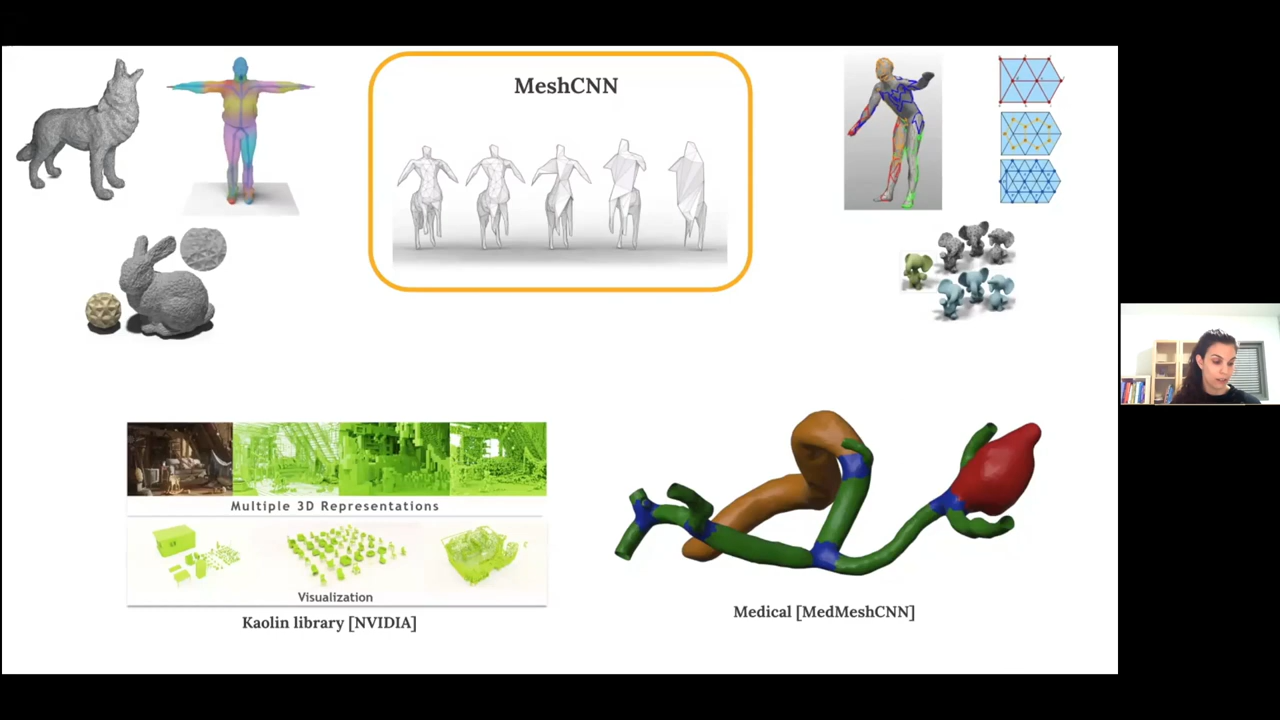 MeshCNN
Multiple 3D Representations
Visualization
Kaolin library [NVIDIA]
Medical [MedMeshCNN]